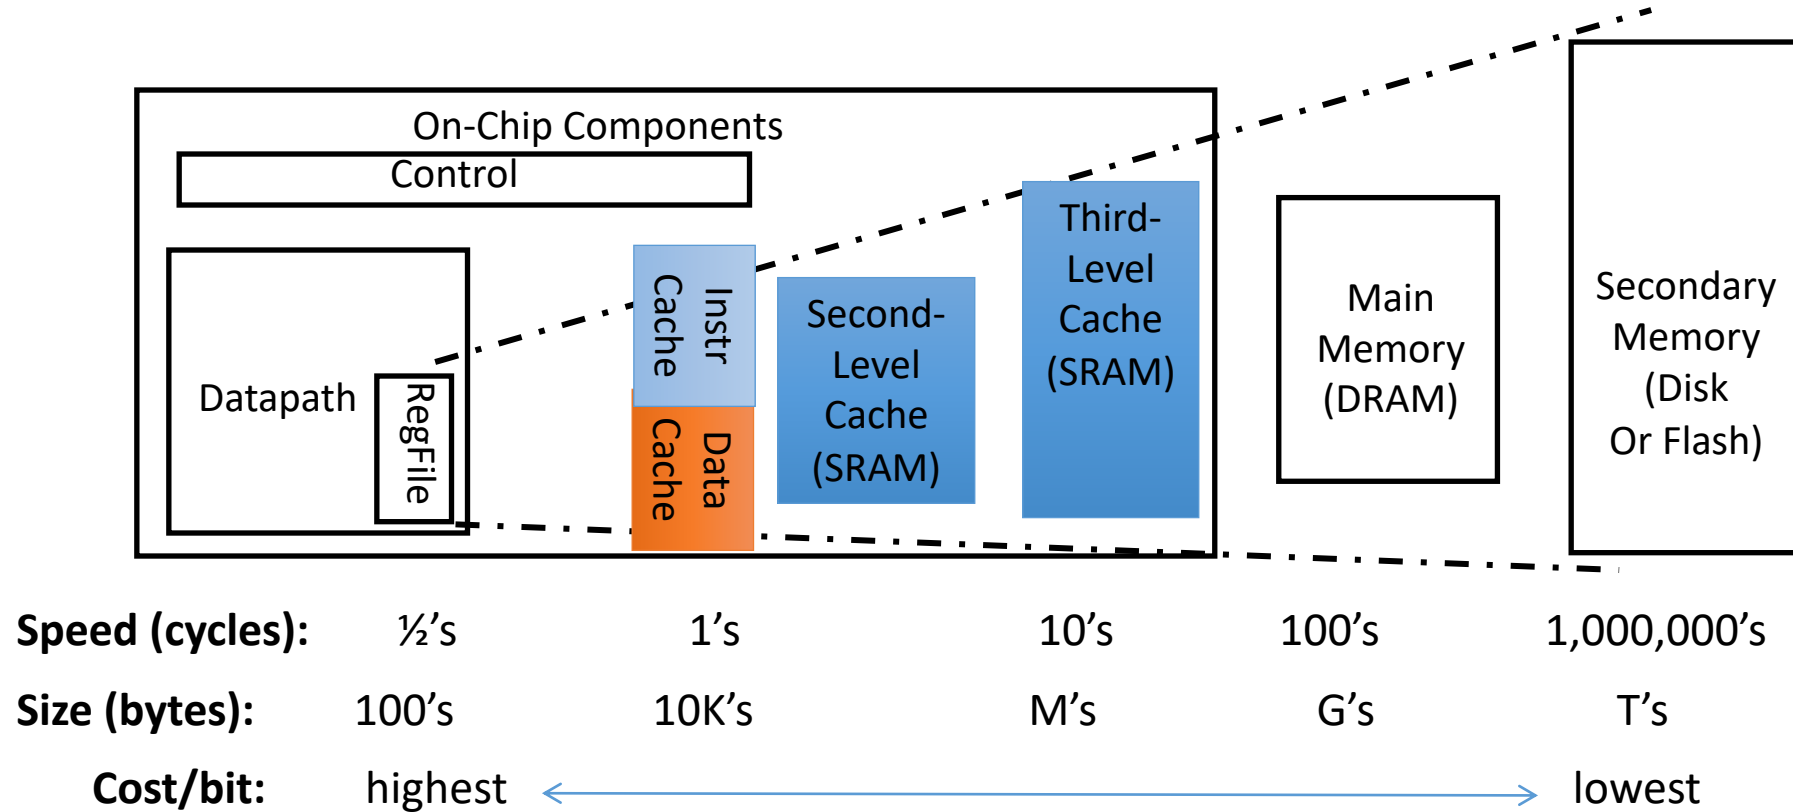 On-Chip Components
Control
Datapath
RegFile
Instr
Cache
Data
Cache
Second-
Level
Cache
(SRAM)
Third-
Level
Cache
(SRAM)
Main
Memory
(DRAM)
Secondary
Memory
(Disk
Or Flash)
Speed (cycles): ½’s 1’s 10’s 100’s 1,000,000’s
Size (bytes): 100’s 10K’s M’s G’s T’s
Cost/bit: highest lowest